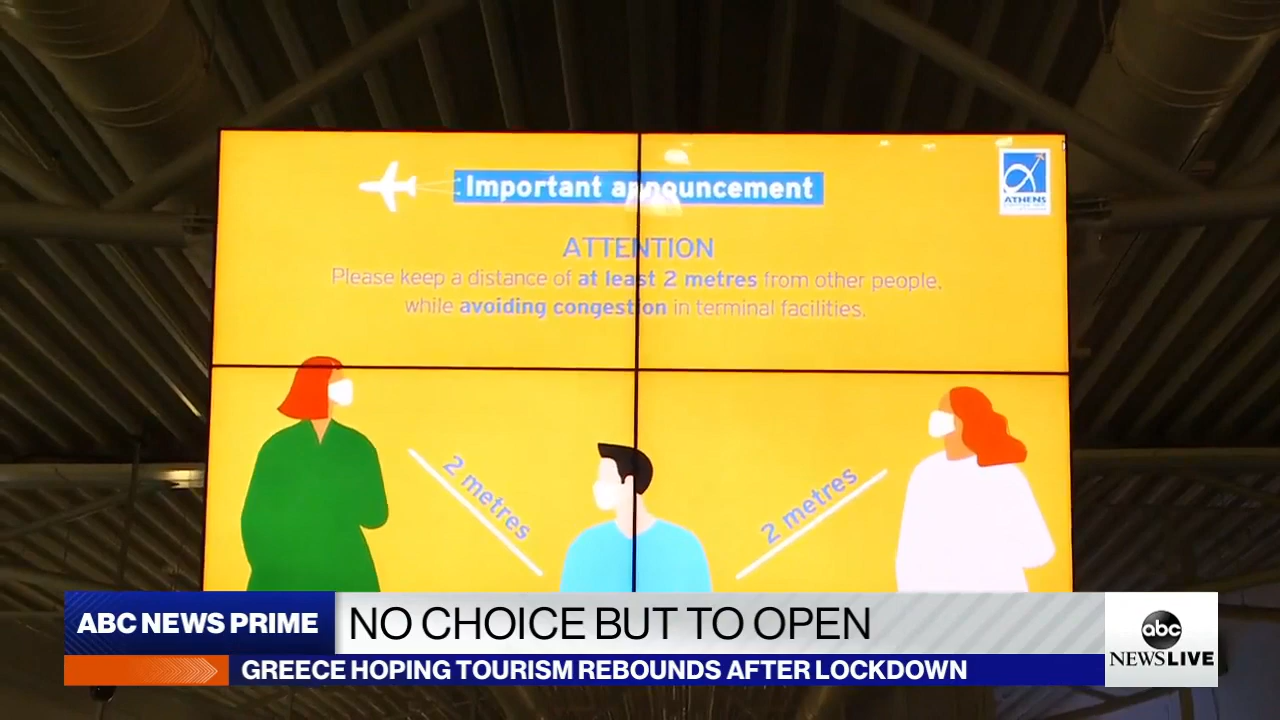 Important announcement
ATHENS
ATTENTION
Please keep a distance of at least 2 metres from other people,
while avoiding congestion in terminal facilities.
2 metres
2 metres
ABC NEWS PRIME
NO CHOICE BUT TO OPEN
GREECE HOPING TOURISM REBOUNDS AFTER LOCKDOWN
abc
NEWSLIVE